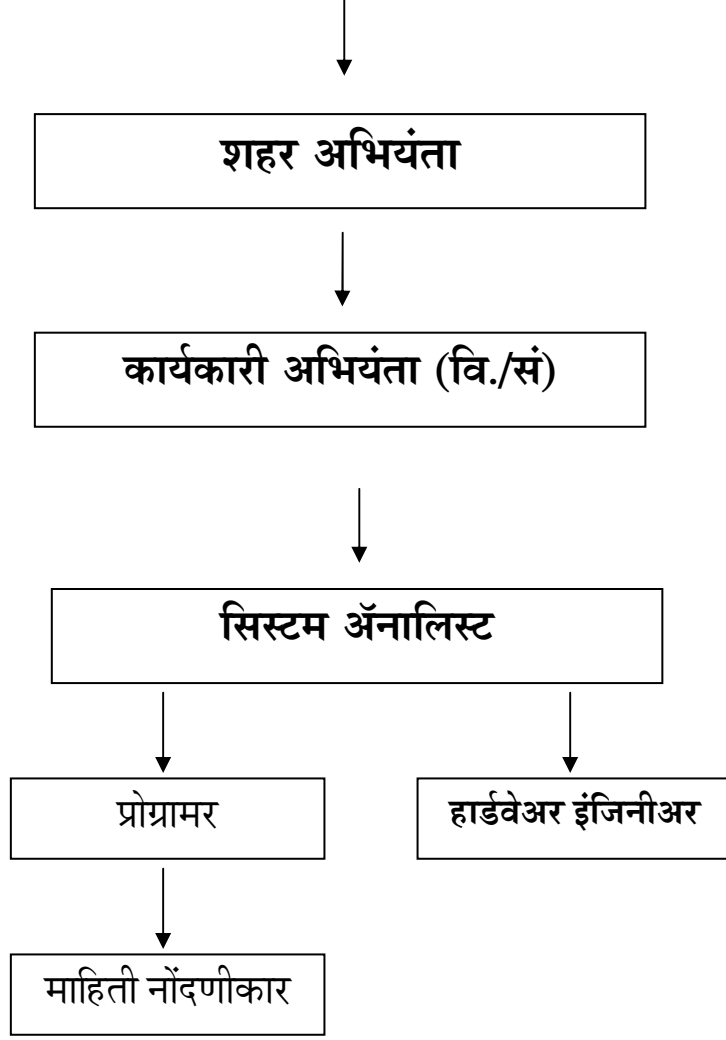 शहर अभियंता
कार्यकारी अभियंता (वि./सं)
सिस्टम ॲनालिस्ट
प्रोग्रामर
हार्डवेअर इंजिनीअर
माहिती नोंदणीकार